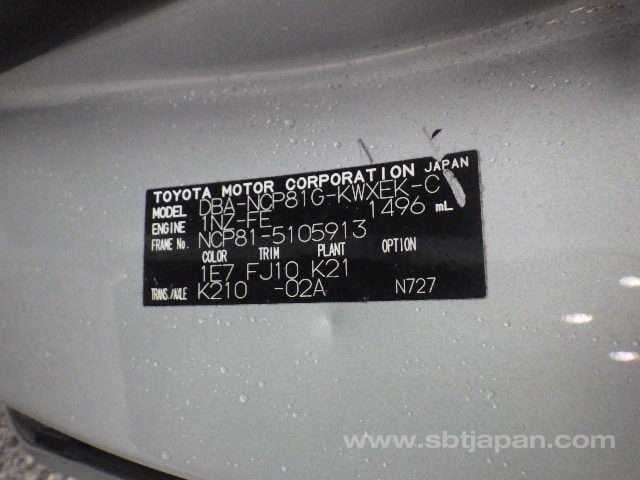 TOYOTA MOTOR CORPORATION JAPAN
MODEL DBA-NCP81G-KWXEK-C
ENGINE 1NZ-FE 1496 mL
FRAME No. NCP81-5105913
COLOR TRIM PLANT OPTION
1E7 FJ10 K21
TRANS./AXLE K210 -02A N727
www.sbtjapan.com